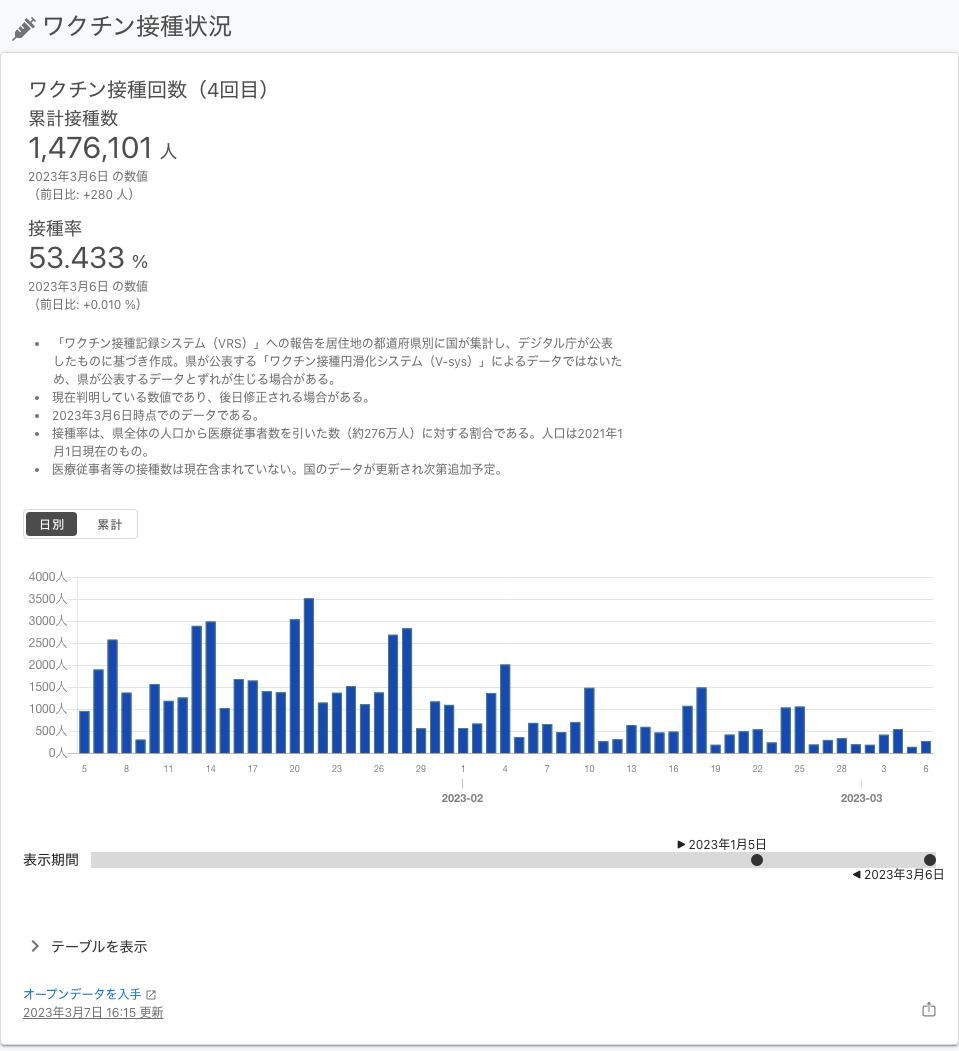 ワクチン接種状況
ワクチン接種回数（4回目）
累計接種数
1,476,101 人
2023年3月6日 の数値
（前日比: +280 人）
接種率
53.433 %
2023年3月6日 の数値
（前日比: +0.010 %）
• 「ワクチン接種記録システム（VRS）」への報告を居住地の都道府県別に国が集計し、デジタル庁が公表
したものに基づき作成。県が公表する「ワクチン接種円滑化システム（V-sys）」によるデータではないた
め、県が公表するデータとずれが生じる場合がある。
• 現在判明している数値であり、後日修正される場合がある。
• 2023年3月6日時点でのデータである。
• 接種率は、県全体の人口から医療従事者数を引いた数（約276万人）に対する割合である。人口は2021年1
月1日現在のもの。
• 医療従事者等の接種数は現在含まれていない。国のデータが更新され次第追加予定。
日別 累計
4000人
3500人
3000人
2500人
2000人
1500人
1000人
500人
0人
5 8 11 14 17 20 23 26 29 1 4 7 10 13 16 19 22 25 28 3 6
2023-02 2023-03
▶ 2023年1月5日
表示期間
◀ 2023年3月6日
テーブルを表示
オープンデータを入手
2023年3月7日 16:15 更新